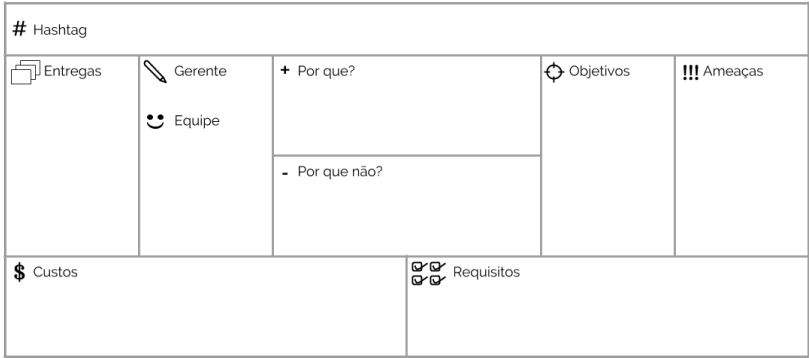 # Hashtag
Entregas
Gerente
Equipe
+ Por que?
- Por que não?
Objetivos
!!! Ameaças
$ Custos
Requisitos